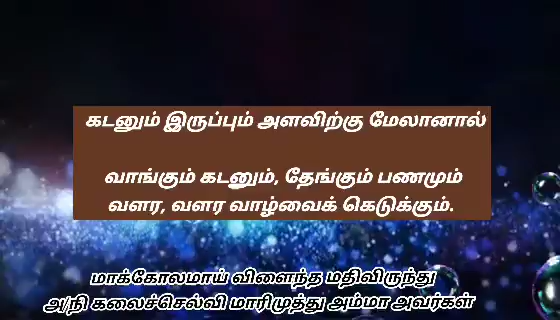 கடனும் இருப்பும் அளவிற்கு மேலானால்
வாங்கும் கடனும், தேங்கும் பணமும்
வளர, வளர வாழ்வைக் கெடுக்கும்.
மாக்கோலமாய் விளைந்த மதிவிருந்து
அ/நி கலைச்செல்வி மாரிமுத்து அம்மா அவர்கள்